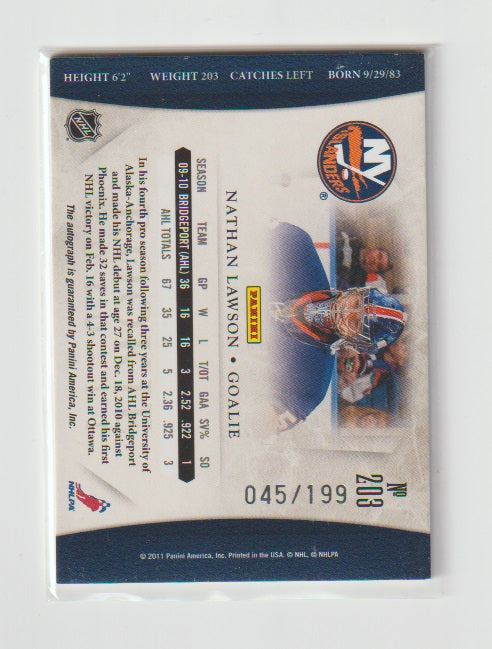 HEIGHT 6'2" WEIGHT 203 CATCHES LEFT BORN 9/29/83
NHL
NY
ISLANDERS
®
NATHAN LAWSON • GOALIE
PANINI
Nº
203
045/199
SEASON TEAM GP W L T/OT GAA SV% SO
09-10 BRIDGEPORT (AHL) 36 16 16 3 2.52 .922 1
AHL TOTALS 67 35 25 5 2.36 .925 3
In his fourth pro season following three years at the University of
Alaska-Anchorage, Lawson was recalled from AHL Bridgeport
and made his NHL debut at age 27 on Dec. 18, 2010 against
Phoenix. He made 32 saves in that contest and earned his first
NHL victory on Feb. 16 with a 4-3 shootout win at Ottawa.
The autograph is guaranteed by Panini America, Inc.
NHLPA
© 2011 Panini America, Inc. Printed in the USA. © NHL, © NHLPA